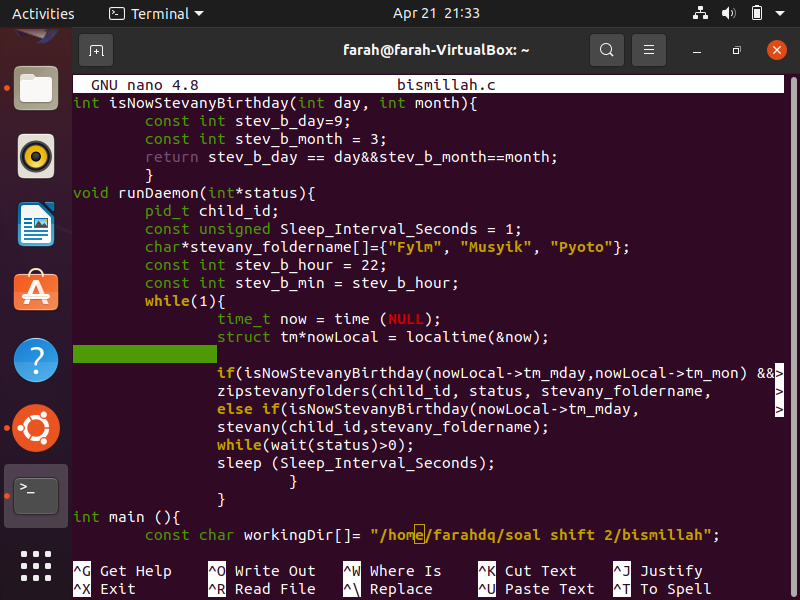 Activities Terminal Apr 21 21:33
farah@farah-VirtualBox: ~
GNU nano 4.8 bismillah.c
int isNowStevanyBirthday(int day, int month){
const int stev_b_day=9;
const int stev_b_month = 3;
return stev_b_day == day&&stev_b_month==month;
}
void runDaemon(int*status){
pid_t child_id;
const unsigned Sleep_Interval_Seconds = 1;
char*stevany_foldername[]={"Fylm", "Musyik", "Pyoto"};
const int stev_b_hour = 22;
const int stev_b_min = stev_b_hour;
while(1){
time_t now = time (NULL);
struct tm*nowLocal = localtime(&now);
if(isNowStevanyBirthday(nowLocal->tm_mday,nowLocal->tm_mon) &&>
zipstevanyfolders(child_id, status, stevany_foldername, >
else if(isNowStevanyBirthday(nowLocal->tm_mday, >
stevany(child_id,stevany_foldername);
while(wait(status)>0);
sleep (Sleep_Interval_Seconds);
}
}
int main (){
const char workingDir[]= "/home/farahdq/soal shift 2/bismillah";
^G Get Help ^O Write Out ^W Where Is ^K Cut Text ^J Justify
^X Exit ^R Read File ^\ Replace ^U Paste Text ^T To Spell